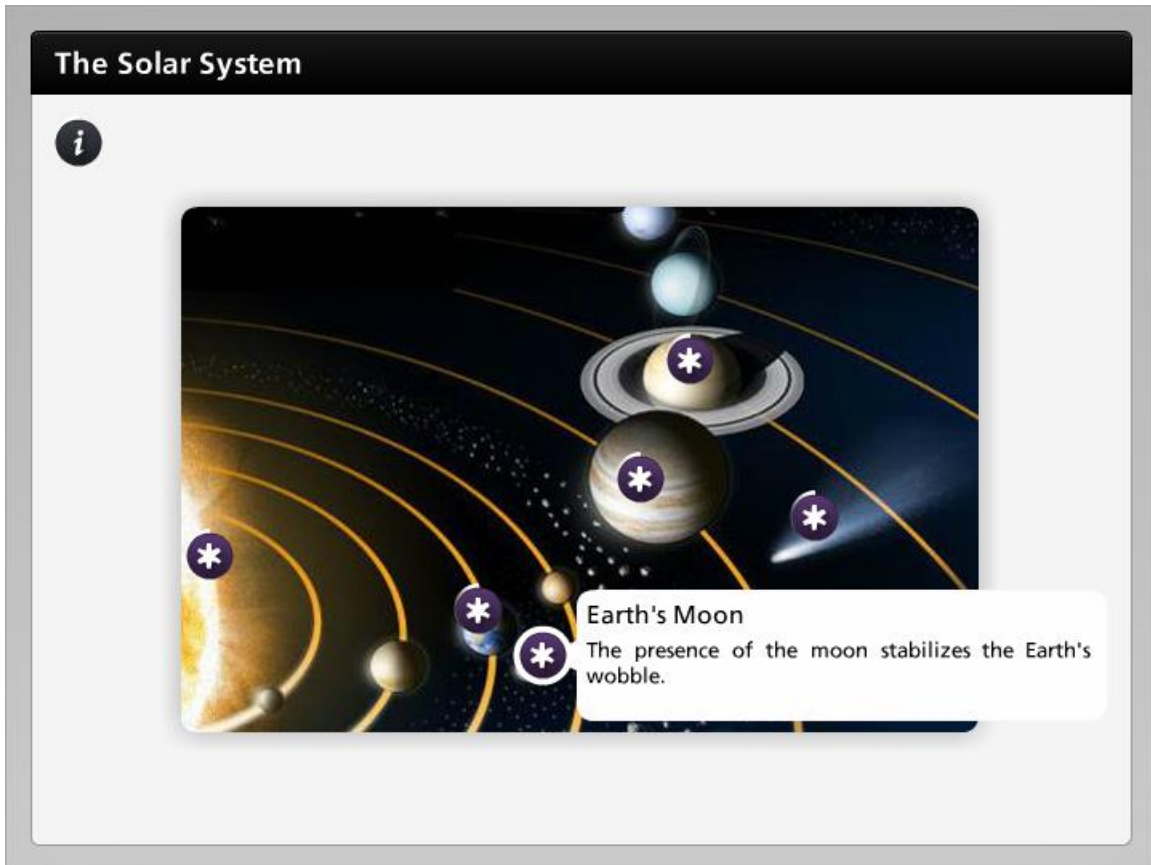 The Solar System
i
Earth's Moon
The presence of the moon stabilizes the Earth's
wobble.